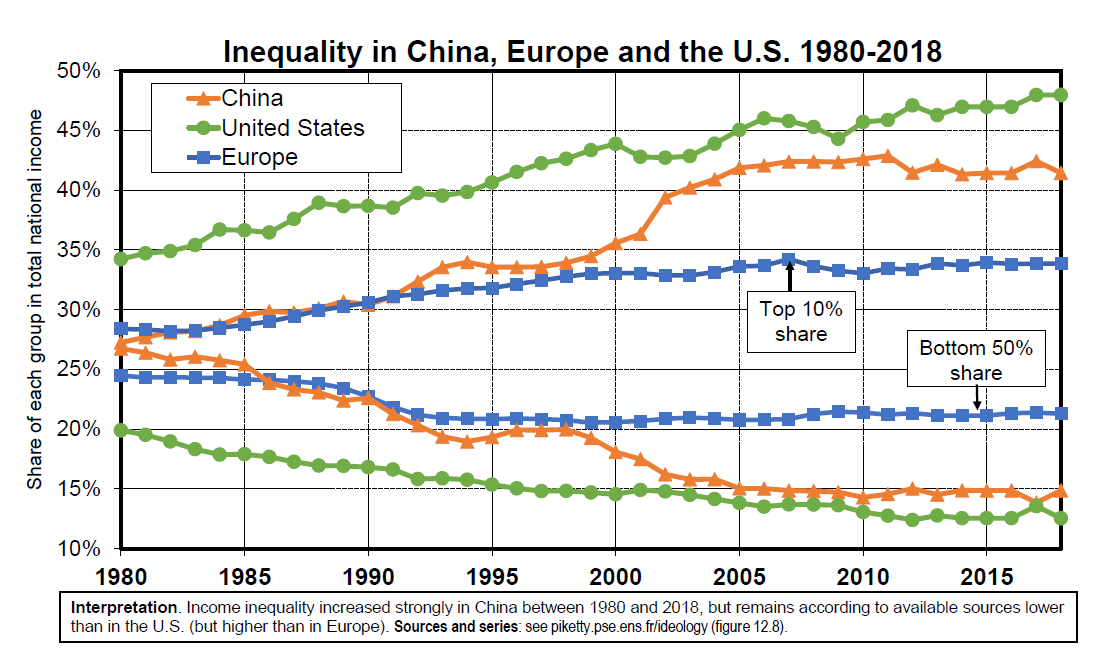 Inequality in China, Europe and the U.S. 1980-2018
Share of each group in total national income
50%
45%
40%
35%
30%
25%
20%
15%
10%
China
United States
Europe
Top 10%
share
Bottom 50%
share
1980 1985 1990 1995 2000 2005 2010 2015
Interpretation. Income inequality increased strongly in China between 1980 and 2018, but remains according to available sources lower
than in the U.S. (but higher than in Europe). Sources and series: see piketty.pse.ens.fr/ideology (figure 12.8).